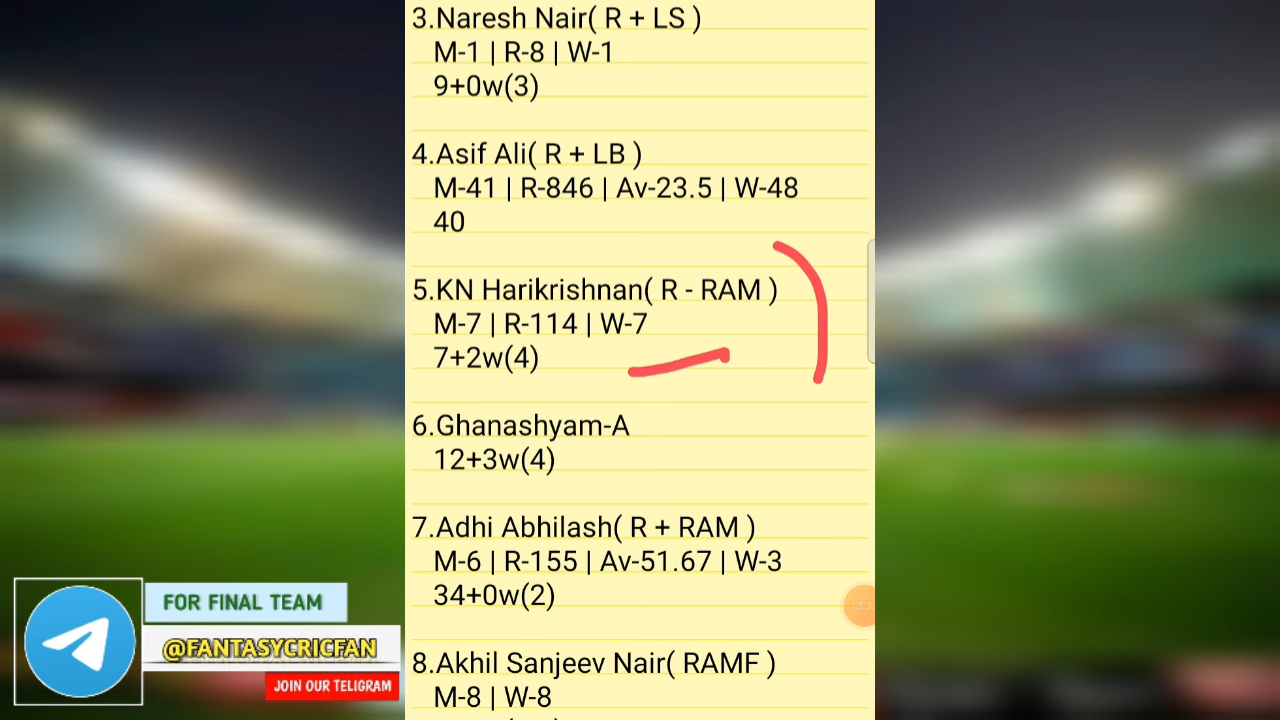 3.Naresh Nair( R + LS )
M-1 | R-8 | W-1
9+0w(3)
4.Asif Ali( R + LB )
M-41 | R-846 | Av-23.5 | W-48
40
5.KN Harikrishnan( R - RAM )
M-7 | R-114 | W-7
7+2w(4)
6.Ghanashyam-A
12+3w(4)
7.Adhi Abhilash( R + RAM )
M-6 | R-155 | Av-51.67 | W-3
34+0w(2)
8.Akhil Sanjeev Nair( RAMF )
M-8 | W-8
FOR FINAL TEAM
@FANTASYCRICFAN
JOIN OUR TELIGRAM